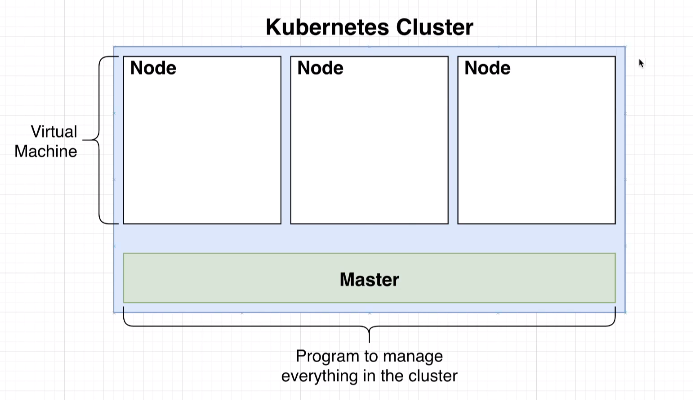 Kubernetes Cluster
Node
Node
Node
Virtual
Machine
Master
Program to manage
everything in the cluster